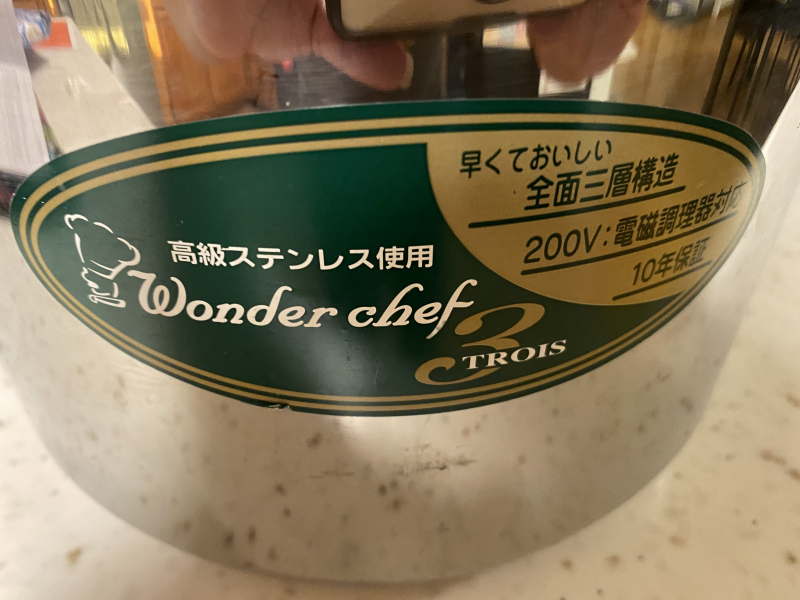 早くておいしい
全面三層構造
200V:電磁調理器対応
10年保証
高級ステンレス使用
Wonder chef
3
TROIS